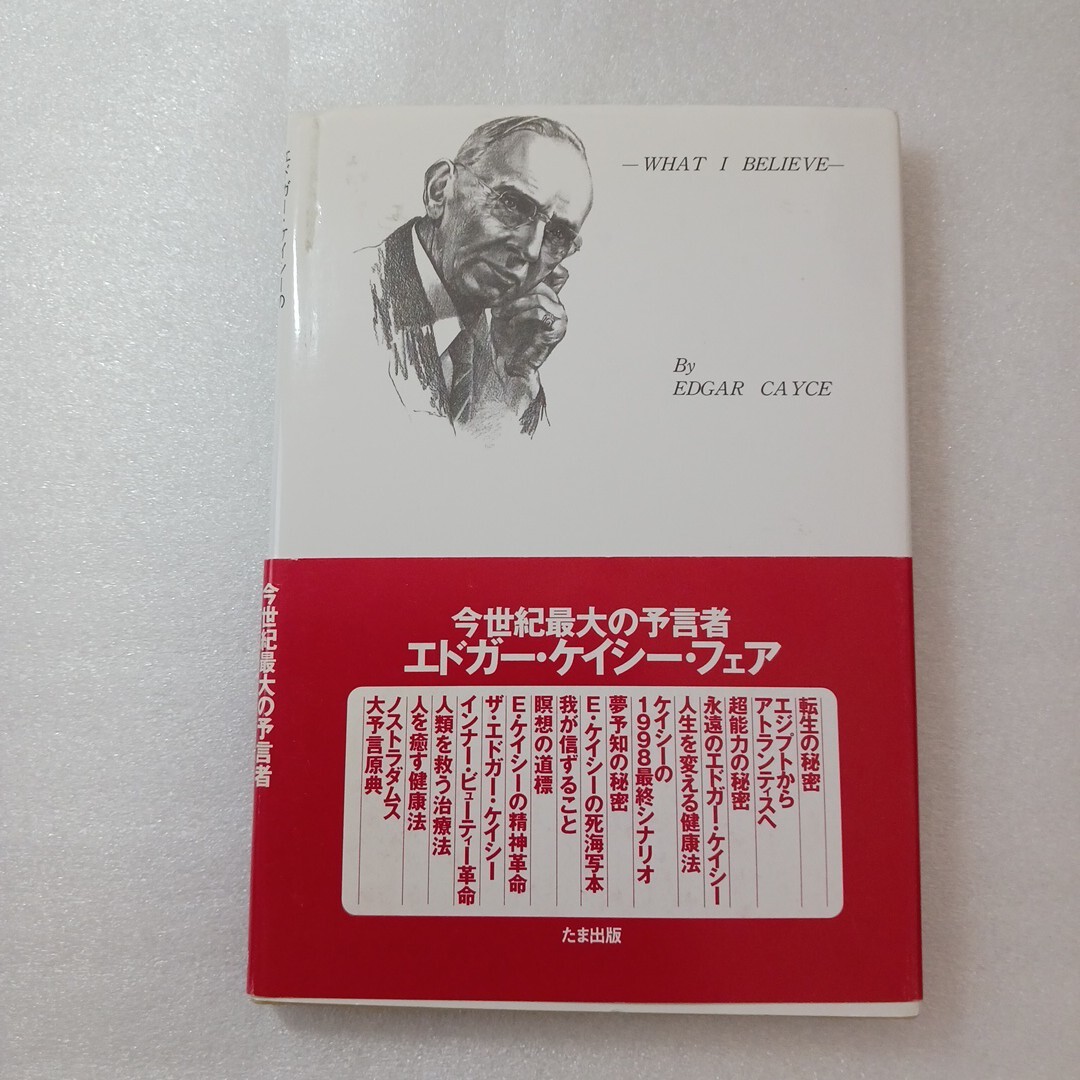 —WHAT I BELIEVE—
By
EDGAR CAYCE
エドガー・ケイシーの
今世紀最大の予言者
今世紀最大の予言者
エドガー・ケイシー・フェア
転生の秘密
エジプトから
アトランティスへ
超能力の秘密
永遠のエドガー・ケイシー
人生を変える健康法
ケイシーの
1998最終シナリオ
夢予知の秘密
E・ケイシーの死海写本
我が信ずること
瞑想の道標
E・ケイシーの精神革命
ザ・エドガー・ケイシー
インナー・ビューティー革命
人類を救う治療法
人を癒す健康法
ノストラダムス
大予言原典
たま出版